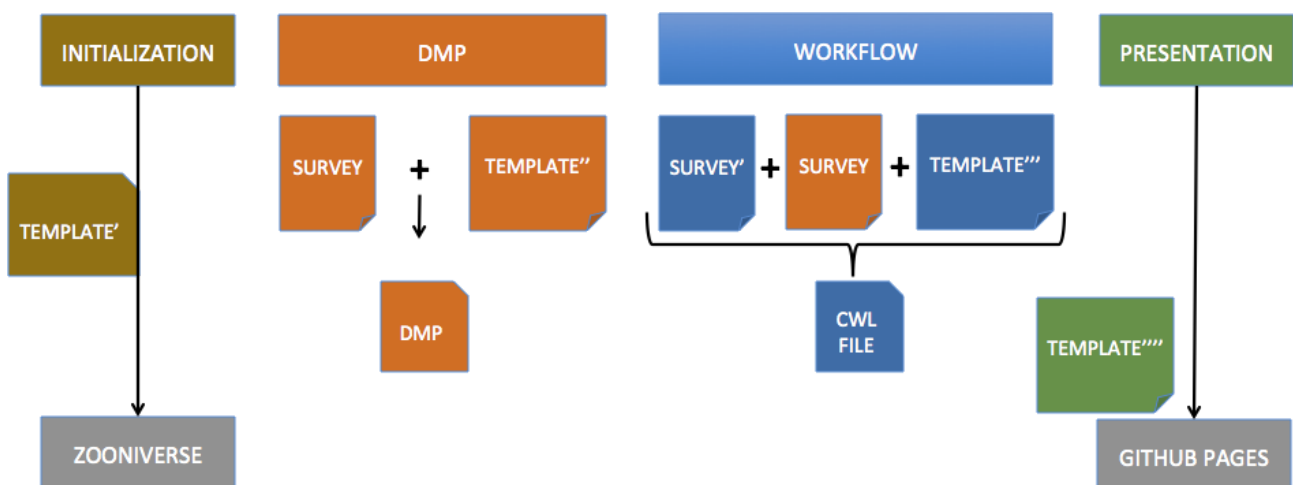 INITIALIZATION
DMP
WORKFLOW
PRESENTATION
SURVEY
+
TEMPLATE''
SURVEY'
+
SURVEY
+
TEMPLATE'''
TEMPLATE'
DMP
CWL
FILE
TEMPLATE''''
ZOONIVERSE
GITHUB PAGES